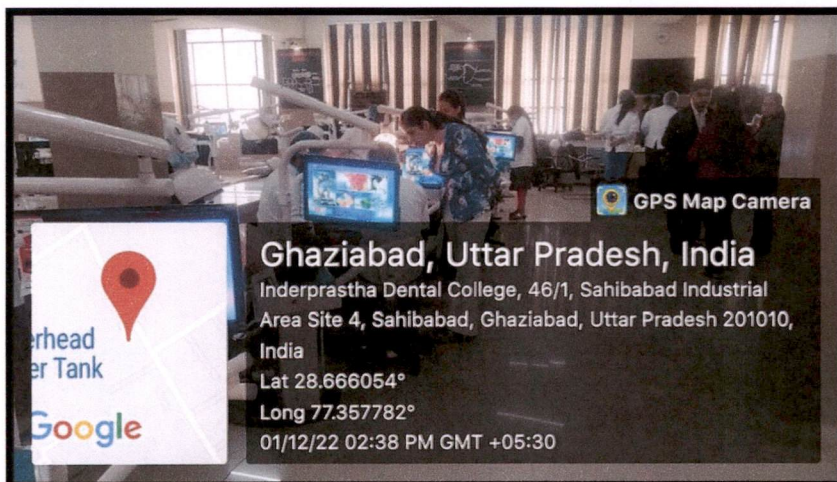 GPS Map Camera
Ghaziabad, Uttar Pradesh, India
Inderprastha Dental College, 46/1, Sahibabad Industrial
Area Site 4, Sahibabad, Ghaziabad, Uttar Pradesh 201010,
India
Lat 28.666054°
Long 77.357782°
01/12/22 02:38 PM GMT +05:30
erhead
er Tank
Google